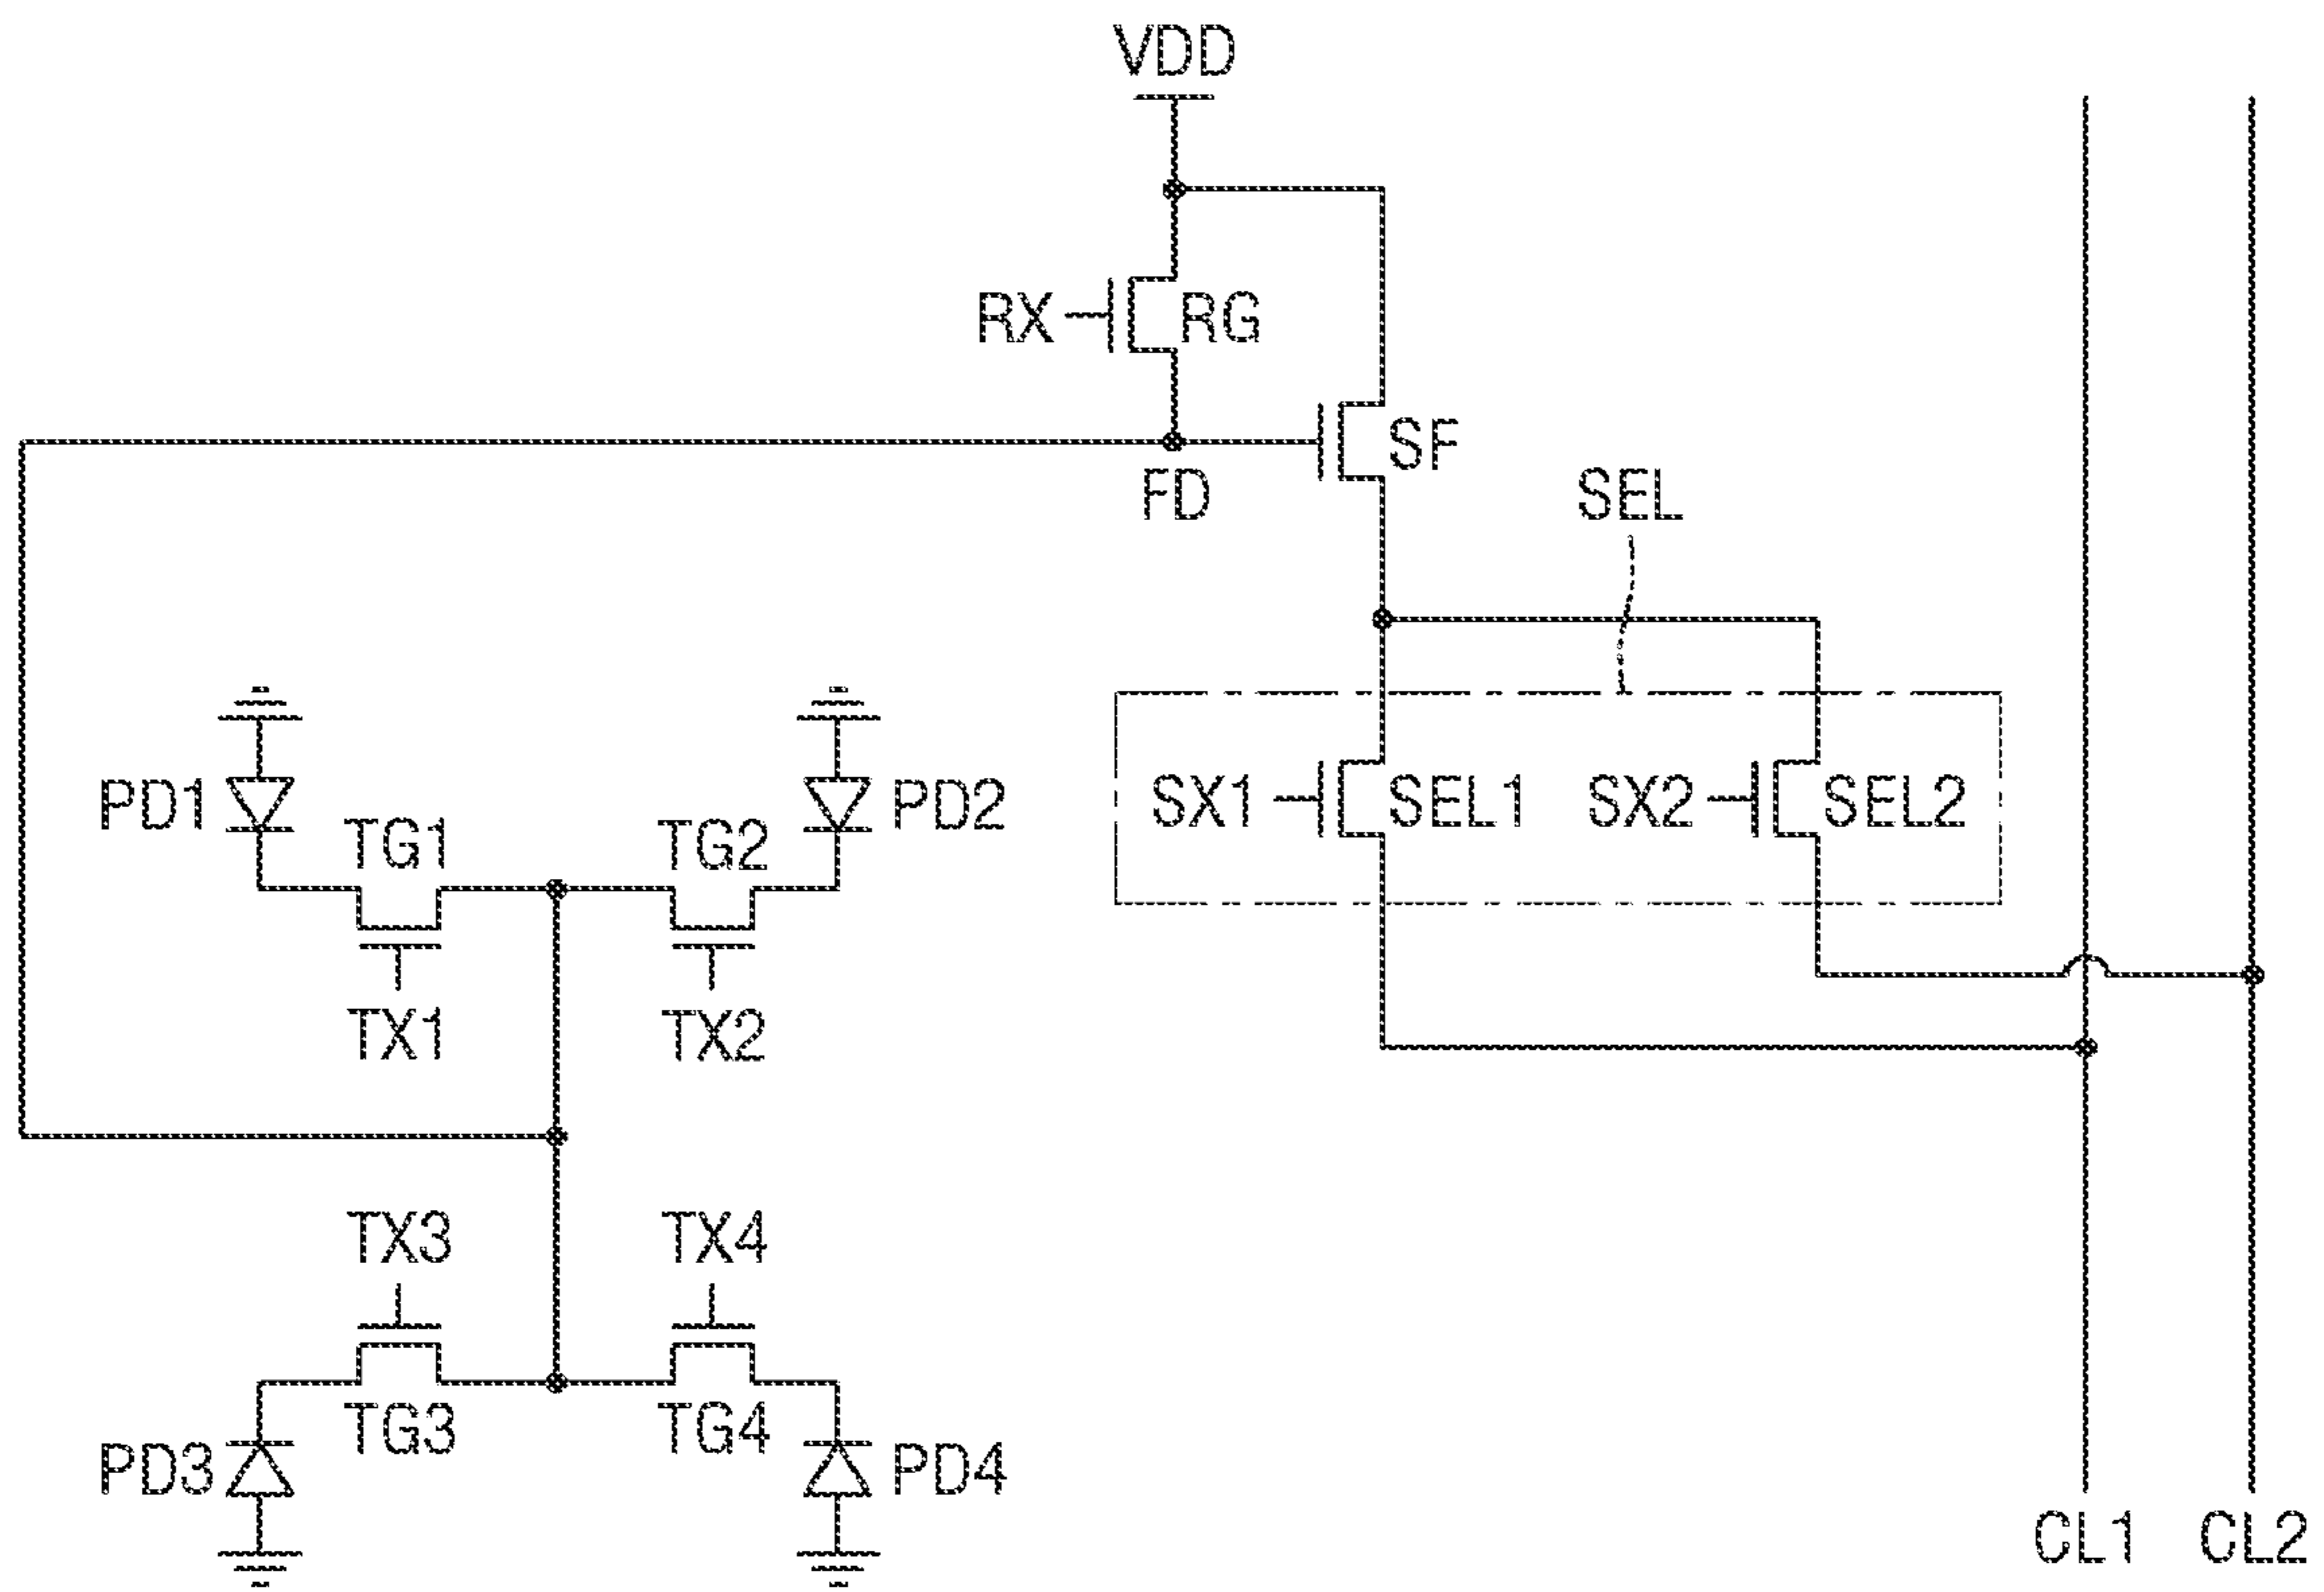 VDD
RX
RG
SF
FD
SEL
PD1
TG1
TG2
PD2
SX1
SEL1
SX2
SEL2
TX1
TX2
TX3
TX4
TG3
TG4
PD3
PD4
CL1
CL2